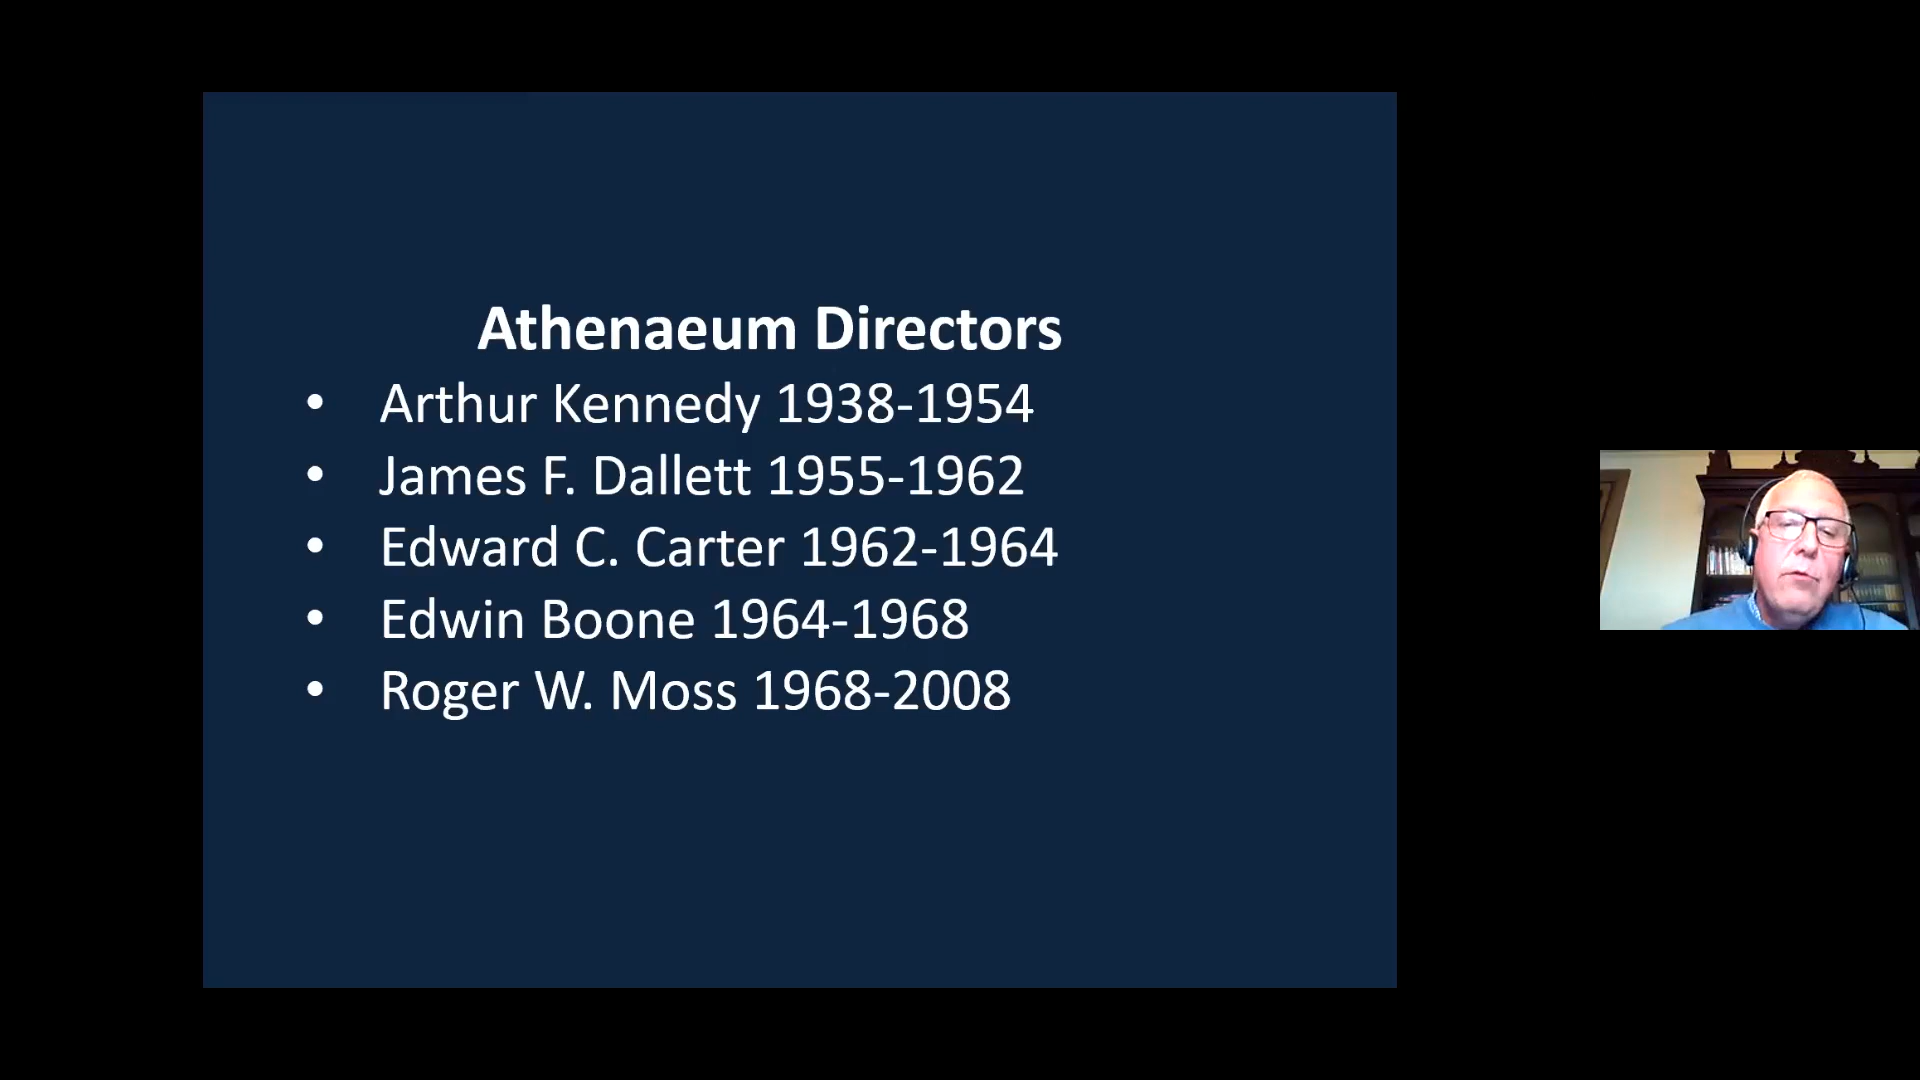 Athenaeum Directors
• Arthur Kennedy 1938-1954
• James F. Dallett 1955-1962
• Edward C. Carter 1962-1964
• Edwin Boone 1964-1968
• Roger W. Moss 1968-2008